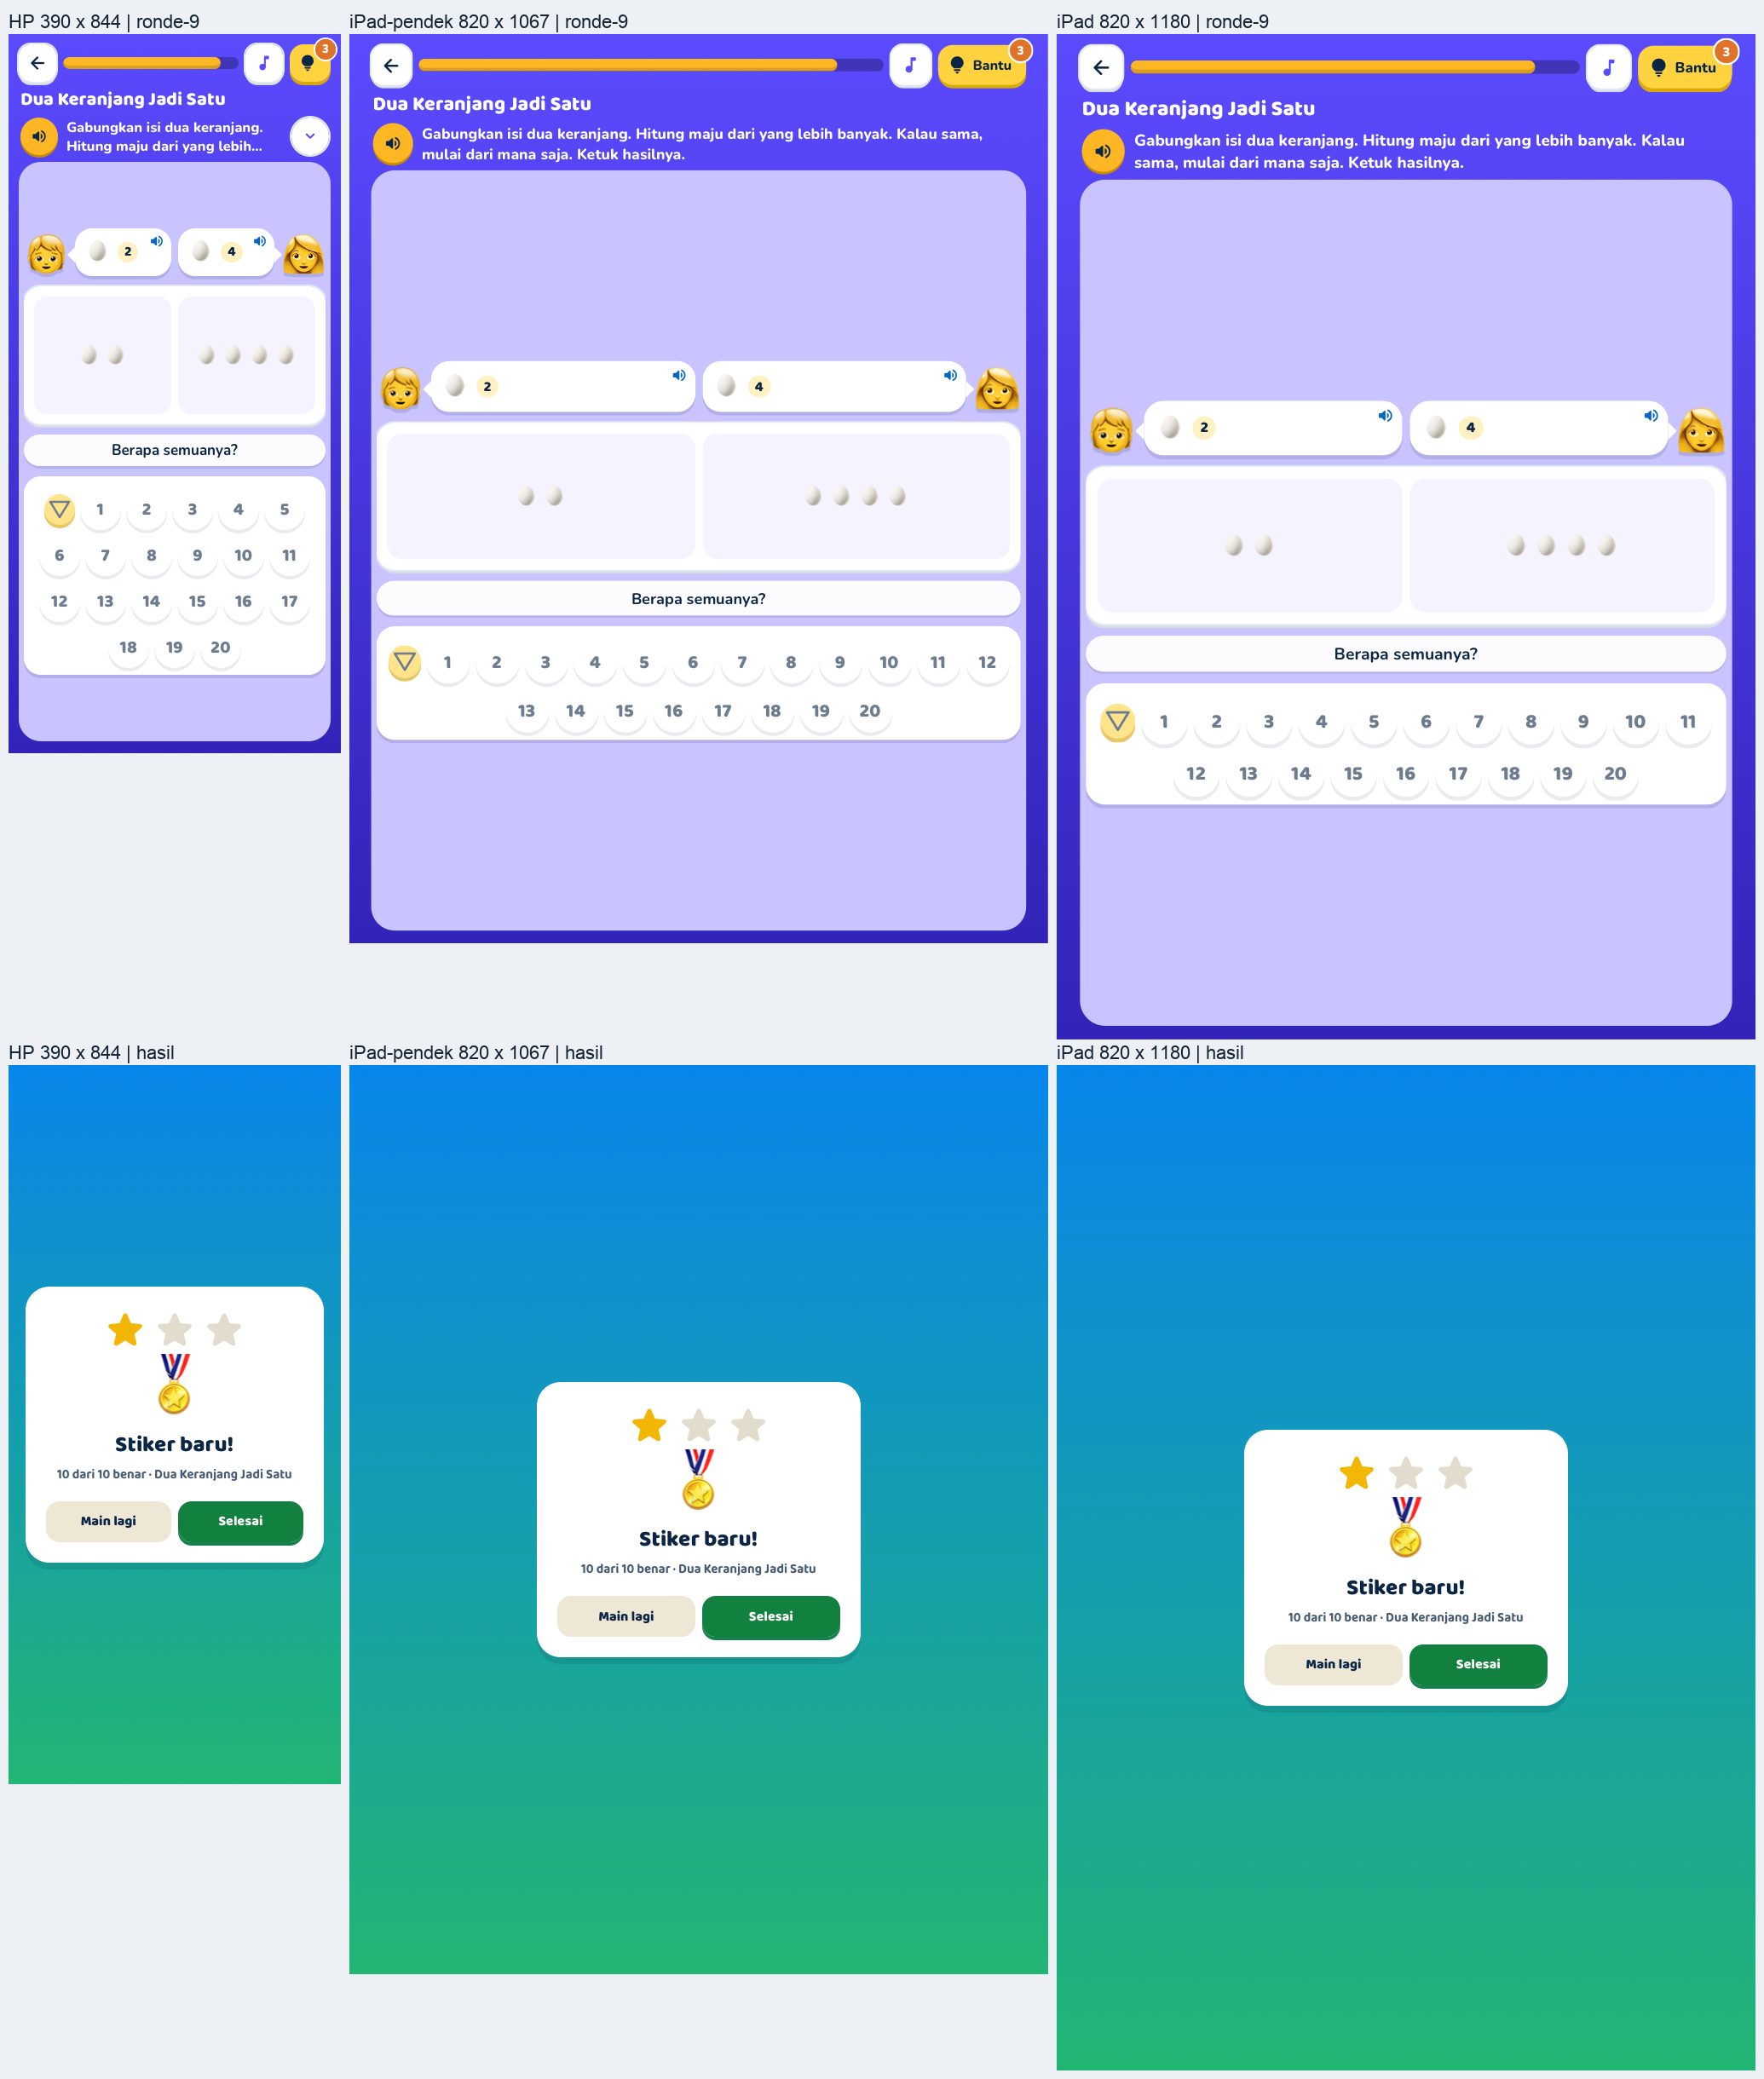 HP 390 x 844 | ronde-9
3
Dua Keranjang Jadi Satu
Gabungkan isi dua keranjang.
Hitung maju dari yang lebih...
2
4
Berapa semuanya?
1 2 3 4 5
6 7 8 9 10 11
12 13 14 15 16 17
18 19 20
iPad-pendek 820 x 1067 | ronde-9
Bantu
3
Dua Keranjang Jadi Satu
Gabungkan isi dua keranjang. Hitung maju dari yang lebih banyak. Kalau sama,
mulai dari mana saja. Ketuk hasilnya.
2
4
Berapa semuanya?
1 2 3 4 5 6 7 8 9 10 11 12
13 14 15 16 17 18 19 20
iPad 820 x 1180 | ronde-9
Bantu
3
Dua Keranjang Jadi Satu
Gabungkan isi dua keranjang. Hitung maju dari yang lebih banyak. Kalau
sama, mulai dari mana saja. Ketuk hasilnya.
2
4
Berapa semuanya?
1 2 3 4 5 6 7 8 9 10 11
12 13 14 15 16 17 18 19 20
HP 390 x 844 | hasil
Stiker baru!
10 dari 10 benar · Dua Keranjang Jadi Satu
Main lagi
Selesai
iPad-pendek 820 x 1067 | hasil
Stiker baru!
10 dari 10 benar · Dua Keranjang Jadi Satu
Main lagi
Selesai
iPad 820 x 1180 | hasil
Stiker baru!
10 dari 10 benar · Dua Keranjang Jadi Satu
Main lagi
Selesai